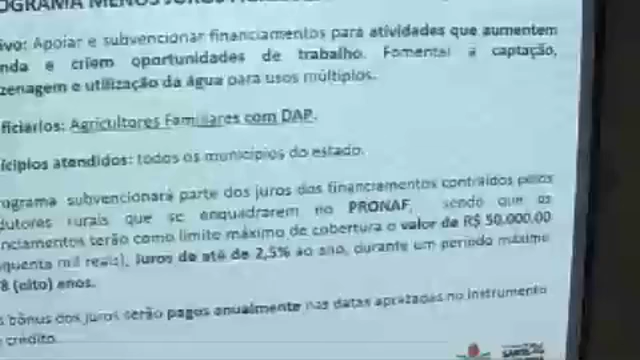 OGRAMA MENOS JUROS
ivo: Apoiar e subvencionar financiamentos para atividades que aumentem
nda e criem oportunidades de trabalho. Fomentar a captação,
zenagem e utilização da água para usos múltiplos.
ficiários: Agricultores Familiares com DAP.
icípios atendidos: todos os municípios do estado.
rograma subvencionará parte dos juros dos financiamentos contraídos pelos
dutores rurais que se enquadrarem no PRONAF, sendo que os
nciamentos terão como limite máximo de cobertura o valor de R$ 50.000,00
quenta mil reais), juros de até de 2,5% ao ano, durante um período máximo
8 (oito) anos.
s bônus dos juros serão pagos anualmente nas datas aprazadas no instrumento
crédito.